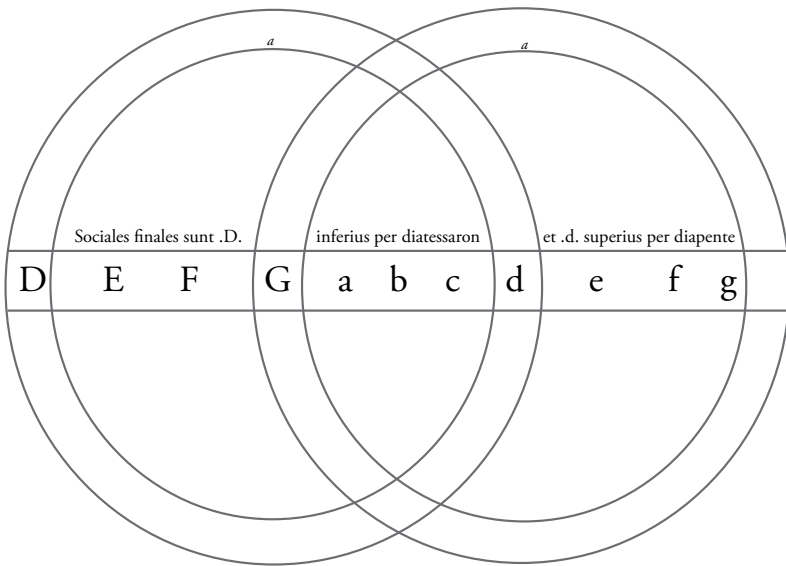 a a
Sociales finales sunt .D. inferius per diatessaron et .d. superius per diapente
D E F G a b c d e f g